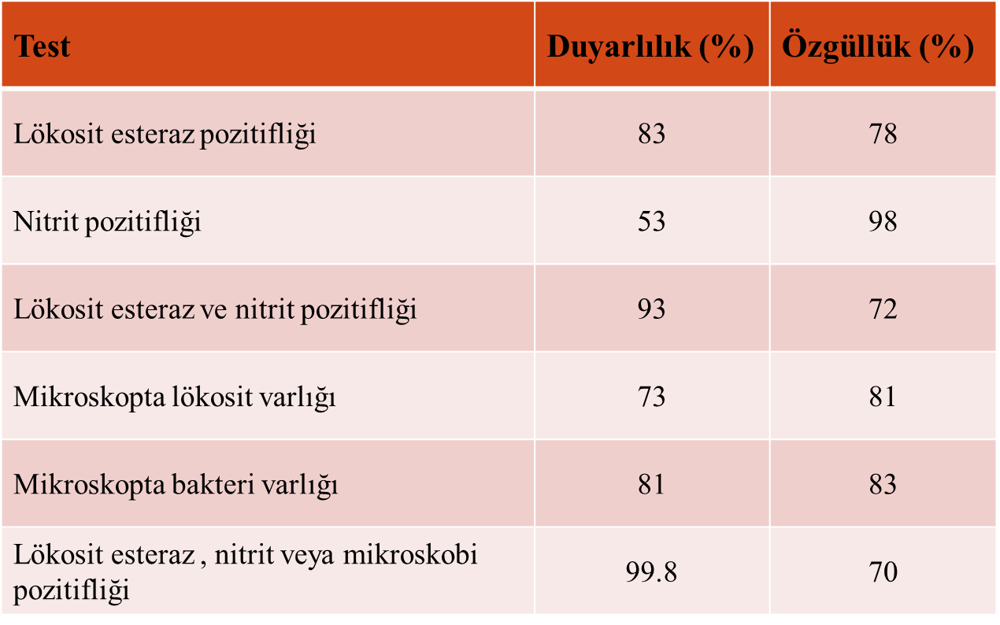 Test Duyarlılık (%) Özgüllük (%)
Lökosit esteraz pozitifliği 83 78
Nitrit pozitifliği 53 98
Lökosit esteraz ve nitrit pozitifliği 93 72
Mikroskopta lökosit varlığı 73 81
Mikroskopta bakteri varlığı 81 83
Lökosit esteraz , nitrit veya mikroskobi
pozitifliği 99.8 70